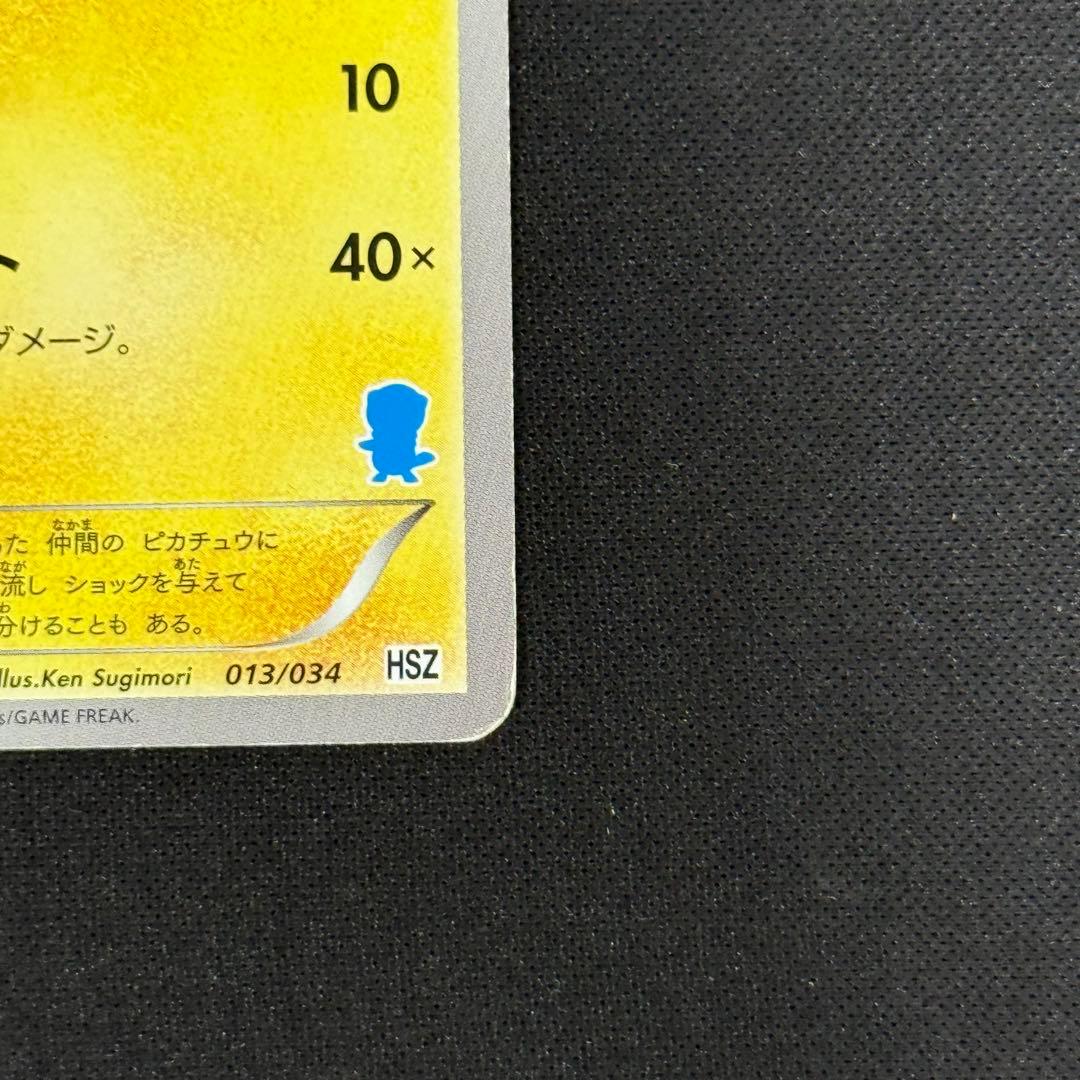 10
ト
40×
ダメージ。
た 仲間の ピカチュウに
流し ショックを与えて
分けることも ある。
Illus.Ken Sugimori 013/034 HSZ
s/GAME FREAK.